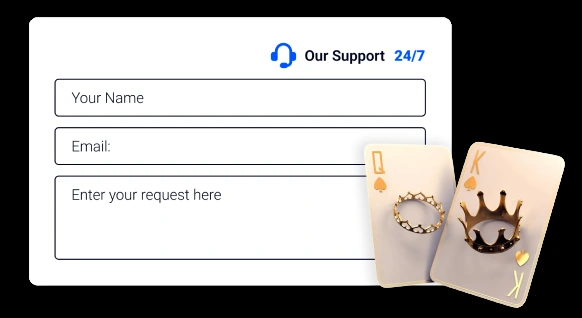 Our Support 24/7
Your Name
Email:
Enter your request here
Q
K
K